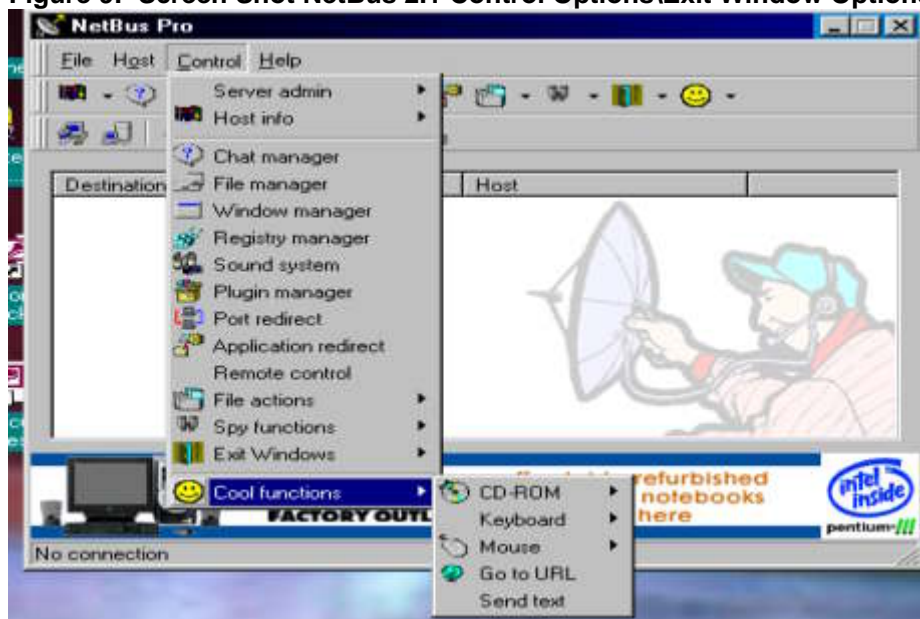 Figure 9: Screen Shot NetBus 2.1 Control Options\Exit Window Option
NetBus Pro
File Host Control Help
Server admin
Host info
Chat manager
File manager
Window manager
Registry manager
Sound system
Plugin manager
Port redirect
Application redirect
Remote control
File actions
Spy functions
Exit Windows
Cool functions
Destination
Host
CD-ROM
Keyboard
Mouse
Go to URL
Send text
refurbished
notebooks
here
FACTORY OUTL
intel
inside
pentium
No connection